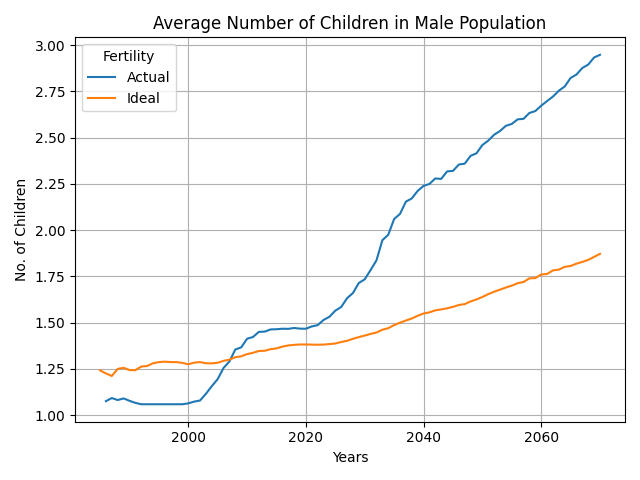 Average Number of Children in Male Population
Fertility
Actual
Ideal
3.00
2.75
2.50
2.25
2.00
1.75
1.50
1.25
1.00
No. of Children
2000 2020 2040 2060
Years